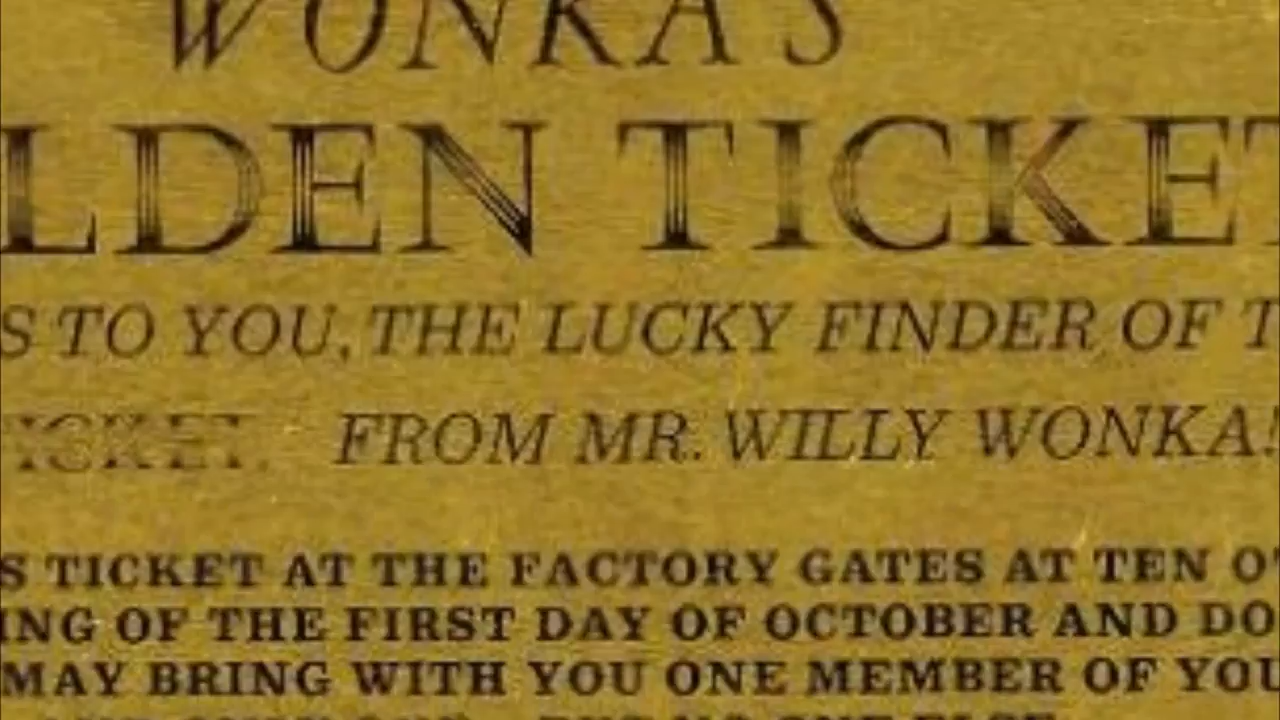 WONKA'S
LDEN TICKET
S TO YOU, THE LUCKY FINDER OF T
ICKET. FROM MR. WILLY WONKA!
S TICKET AT THE FACTORY GATES AT TEN O'
ING OF THE FIRST DAY OF OCTOBER AND DO
MAY BRING WITH YOU ONE MEMBER OF YOU